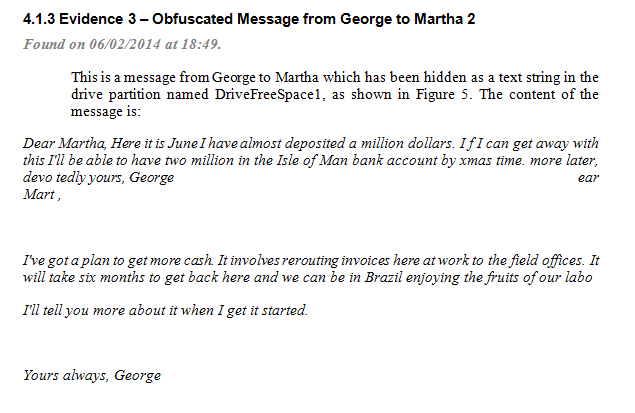 4.1.3 Evidence 3 – Obfuscated Message from George to Martha 2
Found on 06/02/2014 at 18:49.
This is a message from George to Martha which has been hidden as a text string in the
drive partition named DriveFreeSpace1, as shown in Figure 5. The content of the
message is:
Dear Martha, Here it is June I have almost deposited a million dollars. I f I can get away with
this I'll be able to have two million in the Isle of Man bank account by xmas time. more later,
devo tedly yours, George ear
Mart ,
I've got a plan to get more cash. It involves rerouting invoices here at work to the field offices. It
will take six months to get back here and we can be in Brazil enjoying the fruits of our labo
I'll tell you more about it when I get it started.
Yours always, George